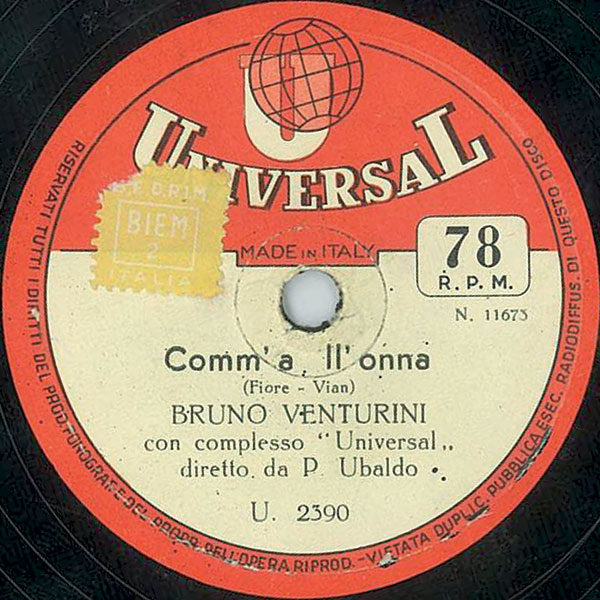 U
UNIVERSAL
B.E.D.R.I.M.
BIEM
2
ITALIA
MADE IN ITALY
78
R. P. M.
N. 11673
Comm'a ll'onna
(Fiore - Vian)
BRUNO VENTURINI
con complesso "Universal„
diretto da P. Ubaldo
U. 2390
RISERVATI TUTTI I DIRITTI DEL PROD. FONOGRAF. E DEL PROPR. DELL'OPERA RIPROD. - VIETATA DUPLIC. PUBBLICA ESEC. RADIODIFFUS. DI QUESTO DISCO